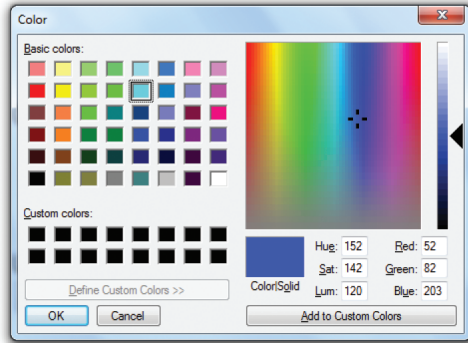 Color
x
Basic colors:
Custom colors:
Define Custom Colors >>
OK Cancel
Color|Solid
Hue: 152 Red: 52
Sat: 142 Green: 82
Lum: 120 Blue: 203
Add to Custom Colors